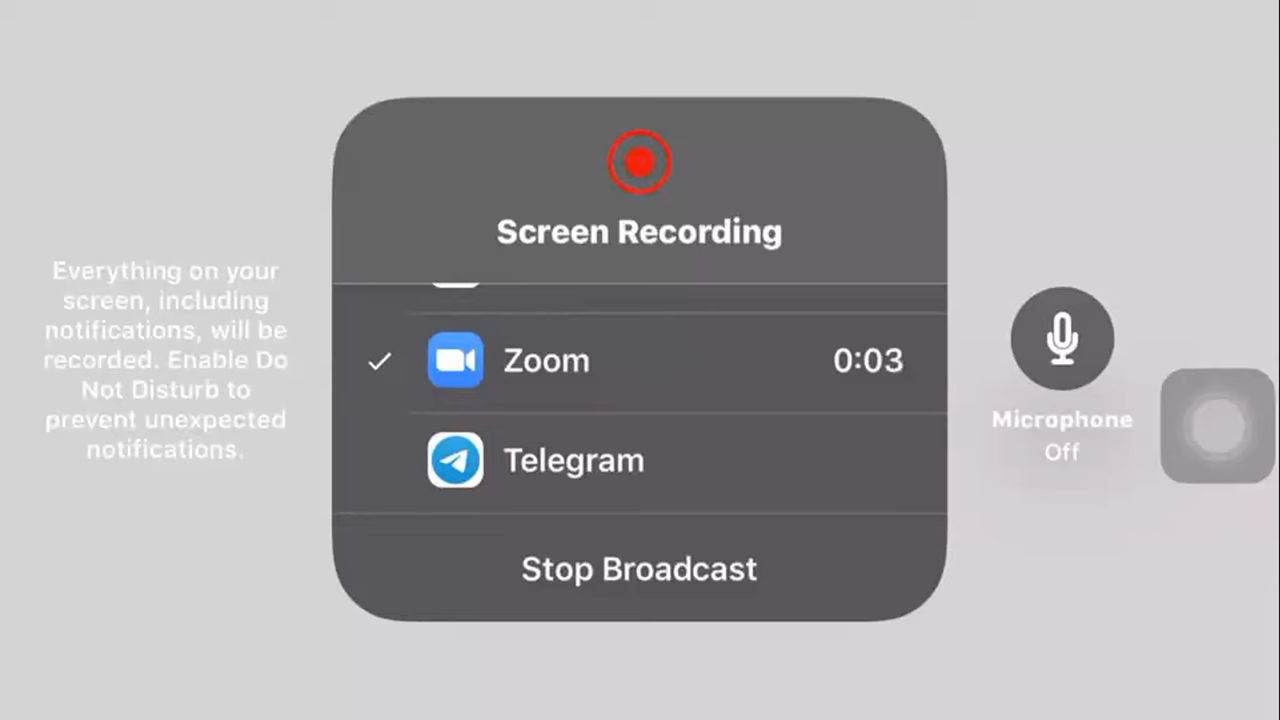 Screen Recording
Everything on your
screen, including
notifications, will be
recorded. Enable Do
Not Disturb to
prevent unexpected
notifications.
Zoom 0:03
Telegram
Stop Broadcast
Microphone
Off